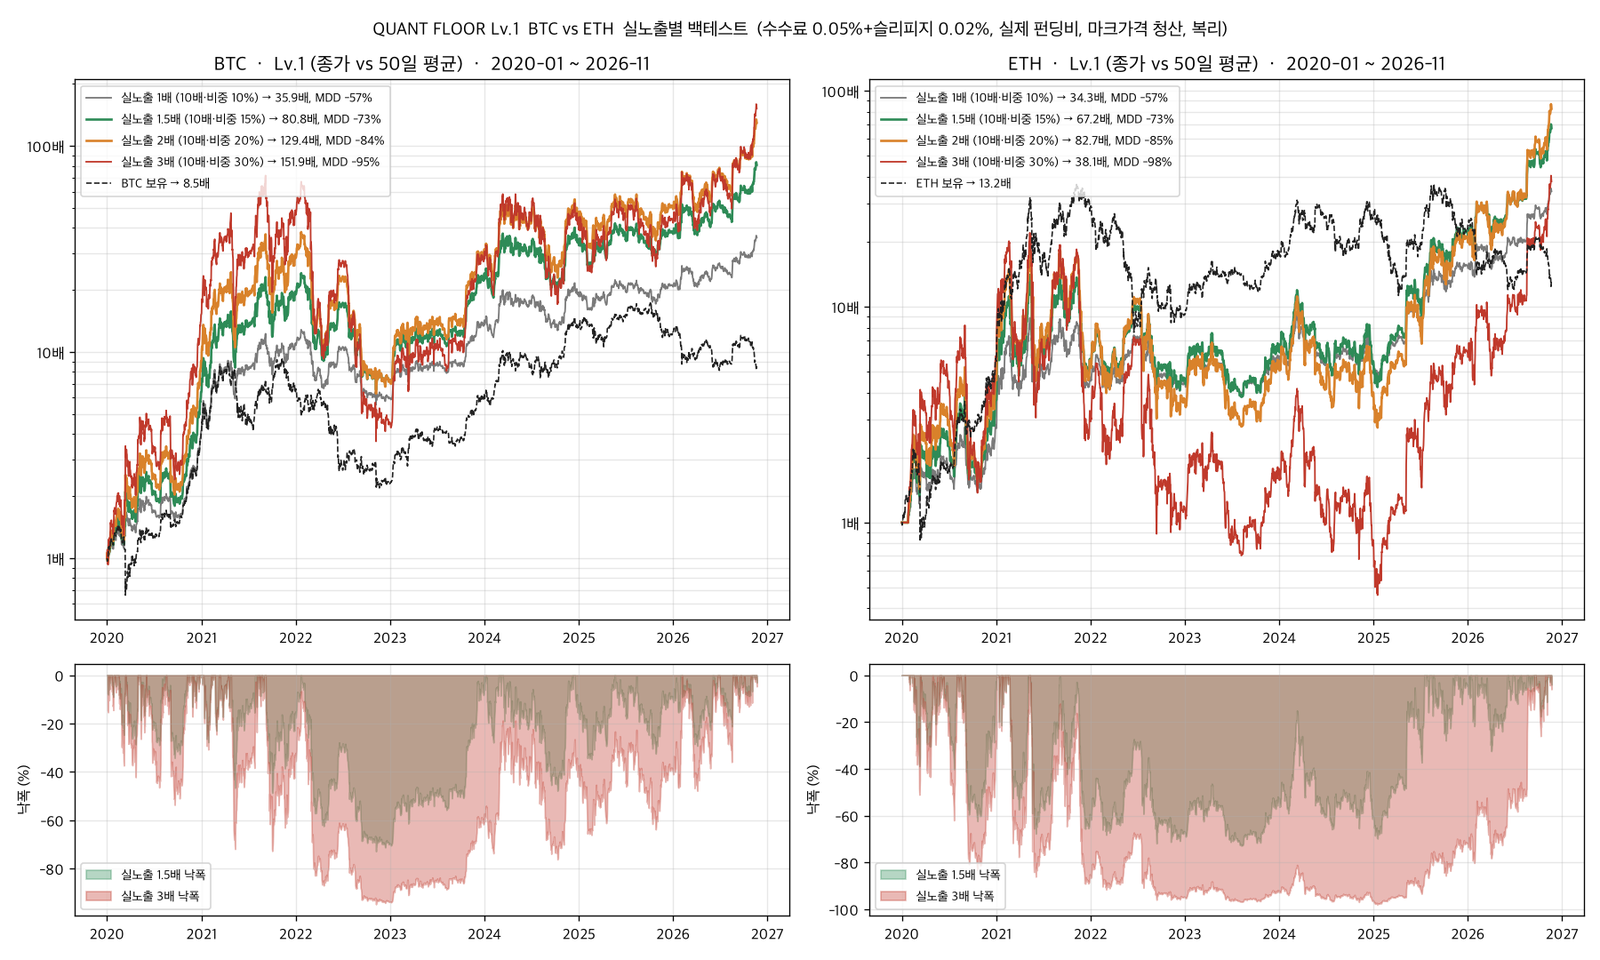 QUANT FLOOR Lv.1  BTC vs ETH  실노출별 백테스트  (수수료 0.05%+슬리피지 0.02%, 실제 펀딩비, 마크가격 청산, 복리)
BTC  ·  Lv.1 (종가 vs 50일 평균)  ·  2020-01 ~ 2026-11
실노출 1배 (10배·비중 10%) → 35.9배, MDD -57%
실노출 1.5배 (10배·비중 15%) → 80.8배, MDD -73%
실노출 2배 (10배·비중 20%) → 129.4배, MDD -84%
실노출 3배 (10배·비중 30%) → 151.9배, MDD -95%
BTC 보유 → 8.5배
100배
10배
1배
2020 2021 2022 2023 2024 2025 2026 2027
ETH  ·  Lv.1 (종가 vs 50일 평균)  ·  2020-01 ~ 2026-11
실노출 1배 (10배·비중 10%) → 34.3배, MDD -57%
실노출 1.5배 (10배·비중 15%) → 67.2배, MDD -73%
실노출 2배 (10배·비중 20%) → 82.7배, MDD -85%
실노출 3배 (10배·비중 30%) → 38.1배, MDD -98%
ETH 보유 → 13.2배
100배
10배
1배
2020 2021 2022 2023 2024 2025 2026 2027
낙폭 (%)
0
-20
-40
-60
-80
실노출 1.5배 낙폭
실노출 3배 낙폭
2020 2021 2022 2023 2024 2025 2026 2027
낙폭 (%)
0
-20
-40
-60
-80
-100
실노출 1.5배 낙폭
실노출 3배 낙폭
2020 2021 2022 2023 2024 2025 2026 2027